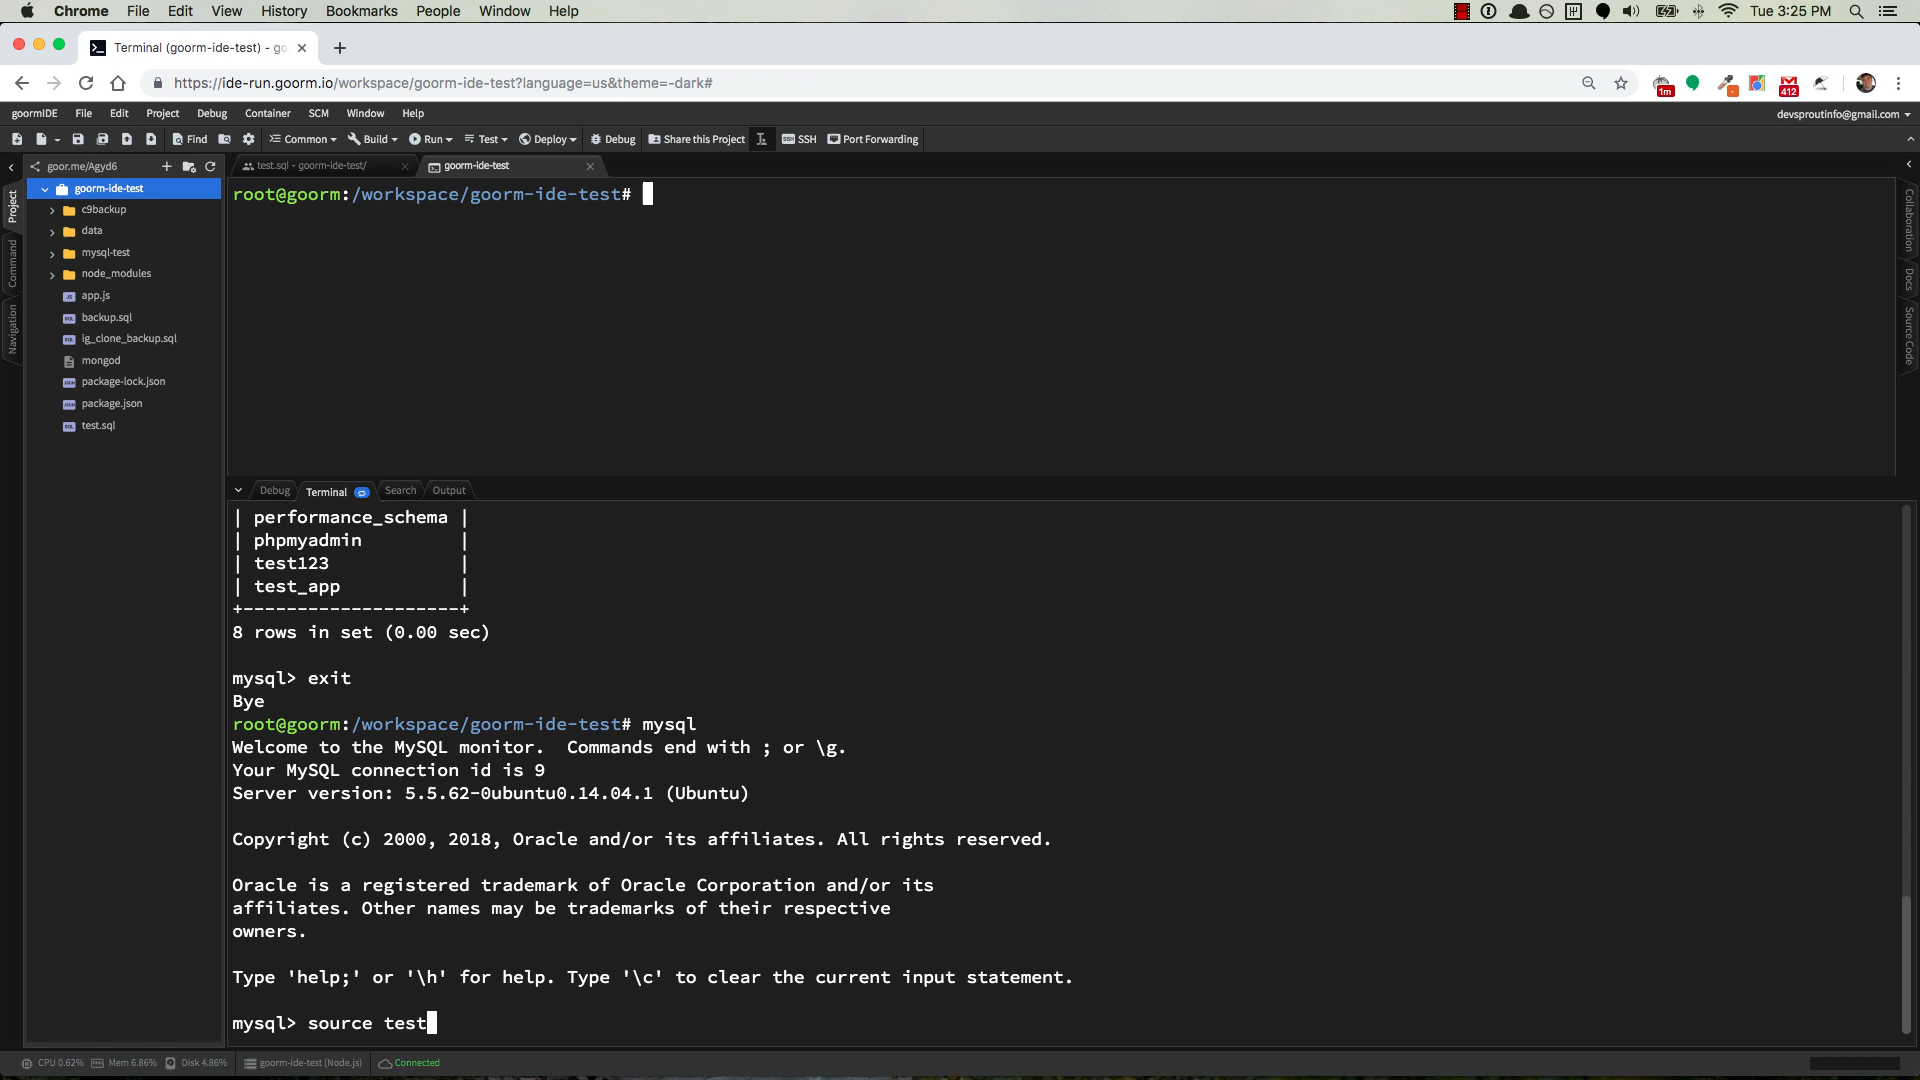 Chrome File Edit View History Bookmarks People Window Help Tue 3:25 PM
Terminal (goorm-ide-test) - go
https://ide-run.goorm.io/workspace/goorm-ide-test?language=us&theme=-dark#
1m
412
goormIDE File Edit Project Debug Container SCM Window Help devsproutinfo@gmail.com
Find Common Build Run Test Deploy Debug Share this Project SSH Port Forwarding
goor.me/Agyd6
test.sql - goorm-ide-test/
goorm-ide-test
Project
Command
Navigation
goorm-ide-test
c9backup
data
mysql-test
node_modules
app.js
backup.sql
ig_clone_backup.sql
mongod
package-lock.json
package.json
test.sql
root@goorm:/workspace/goorm-ide-test#
Collaboration
Docs
Source Code
Debug Terminal Search Output
| performance_schema |
| phpmyadmin         |
| test123            |
| test_app           |
+--------------------+
8 rows in set (0.00 sec)
mysql> exit
Bye
root@goorm:/workspace/goorm-ide-test# mysql
Welcome to the MySQL monitor.  Commands end with ; or \g.
Your MySQL connection id is 9
Server version: 5.5.62-0ubuntu0.14.04.1 (Ubuntu)
Copyright (c) 2000, 2018, Oracle and/or its affiliates. All rights reserved.
Oracle is a registered trademark of Oracle Corporation and/or its
affiliates. Other names may be trademarks of their respective
owners.
Type 'help;' or '\h' for help. Type '\c' to clear the current input statement.
mysql> source test
CPU 0.62% Mem 6.86% Disk 4.86% goorm-ide-test (Node.js) Connected